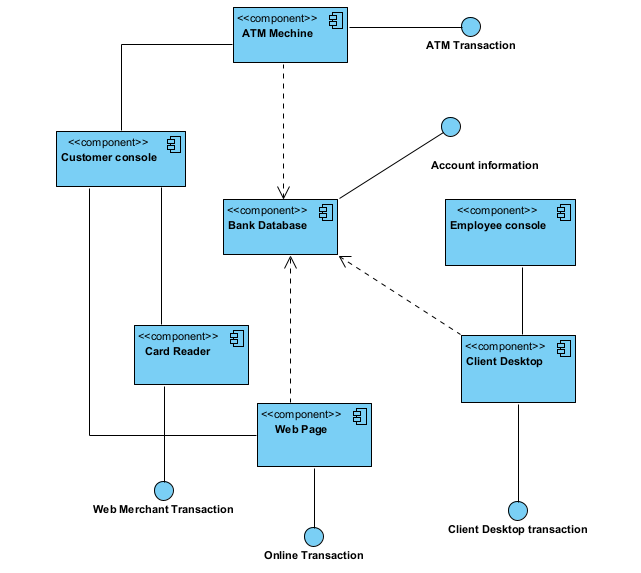 <<component>>
ATM Mechine
ATM Transaction
<<component>>
Customer console
Account information
<<component>>
Bank Database
<<component>>
Employee console
<<component>>
Card Reader
<<component>>
Client Desktop
<<component>>
Web Page
Web Merchant Transaction
Client Desktop transaction
Online Transaction